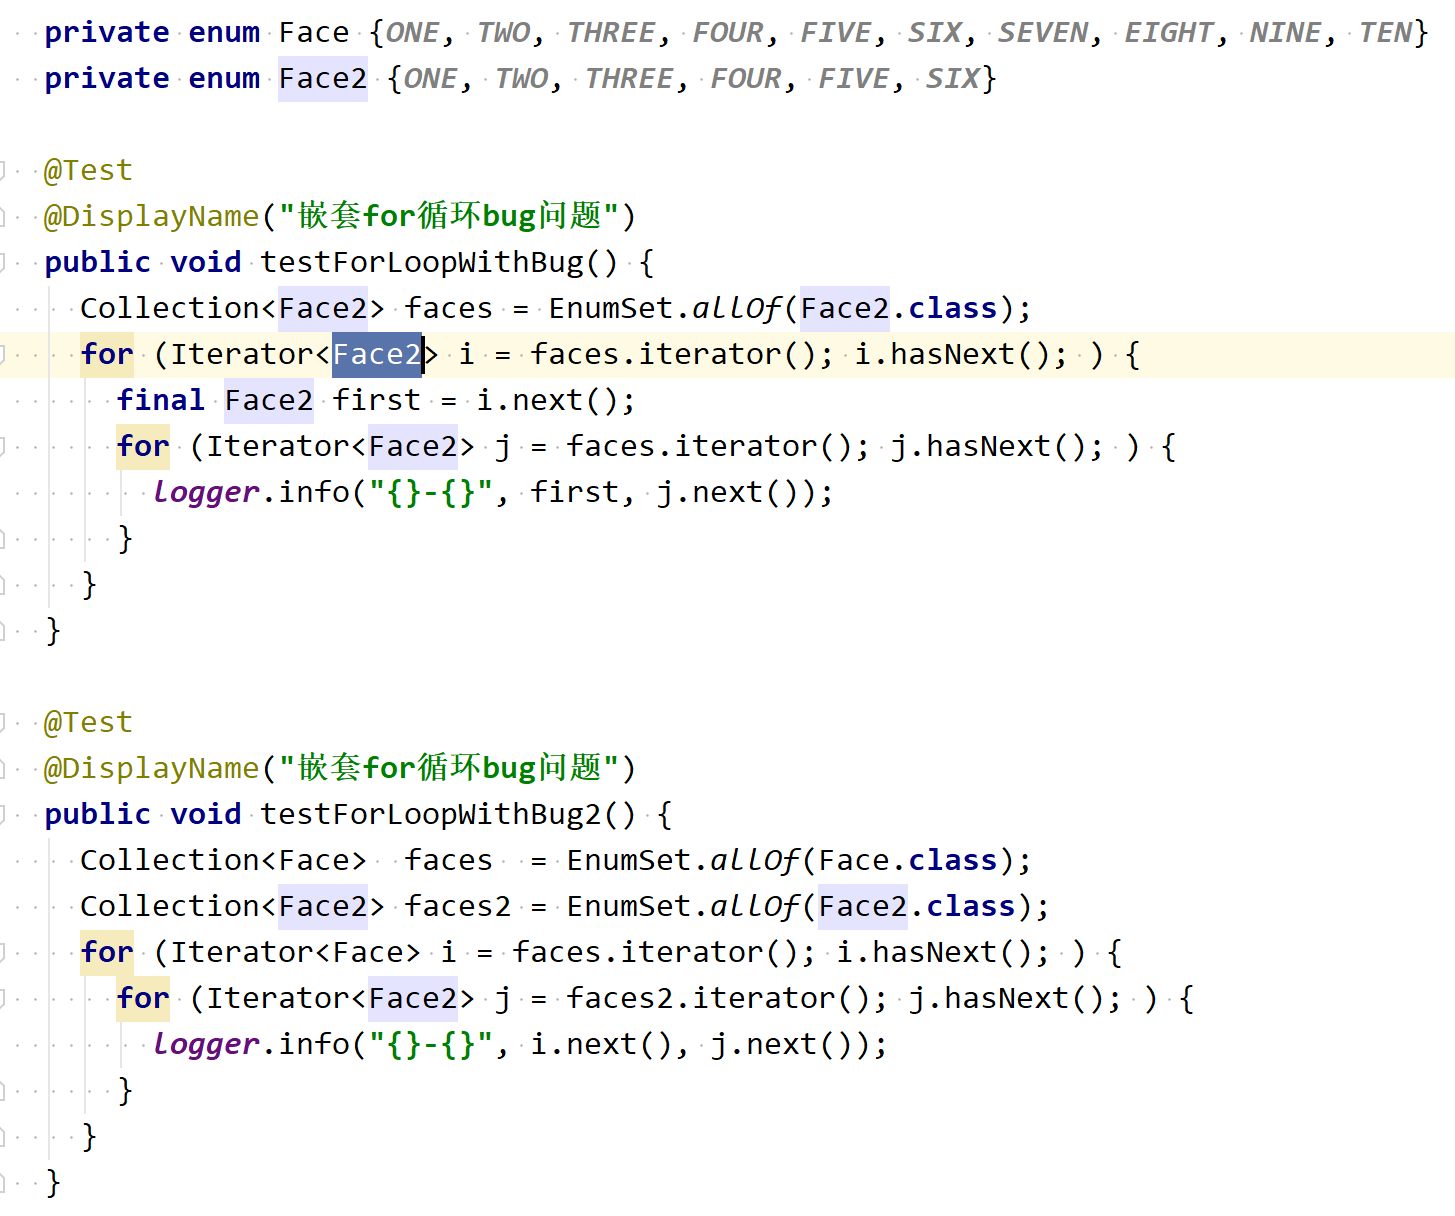 private enum Face {ONE, TWO, THREE, FOUR, FIVE, SIX, SEVEN, EIGHT, NINE, TEN}
private enum Face2 {ONE, TWO, THREE, FOUR, FIVE, SIX}
@Test
@DisplayName("嵌套for循环bug问题")
public void testForLoopWithBug() {
Collection<Face2> faces = EnumSet.allOf(Face2.class);
for (Iterator<Face2> i = faces.iterator(); i.hasNext(); ) {
final Face2 first = i.next();
for (Iterator<Face2> j = faces.iterator(); j.hasNext(); ) {
logger.info("{}-{}", first, j.next());
}
}
}
@Test
@DisplayName("嵌套for循环bug问题")
public void testForLoopWithBug2() {
Collection<Face>  faces  = EnumSet.allOf(Face.class);
Collection<Face2> faces2 = EnumSet.allOf(Face2.class);
for (Iterator<Face> i = faces.iterator(); i.hasNext(); ) {
for (Iterator<Face2> j = faces2.iterator(); j.hasNext(); ) {
logger.info("{}-{}", i.next(), j.next());
}
}
}